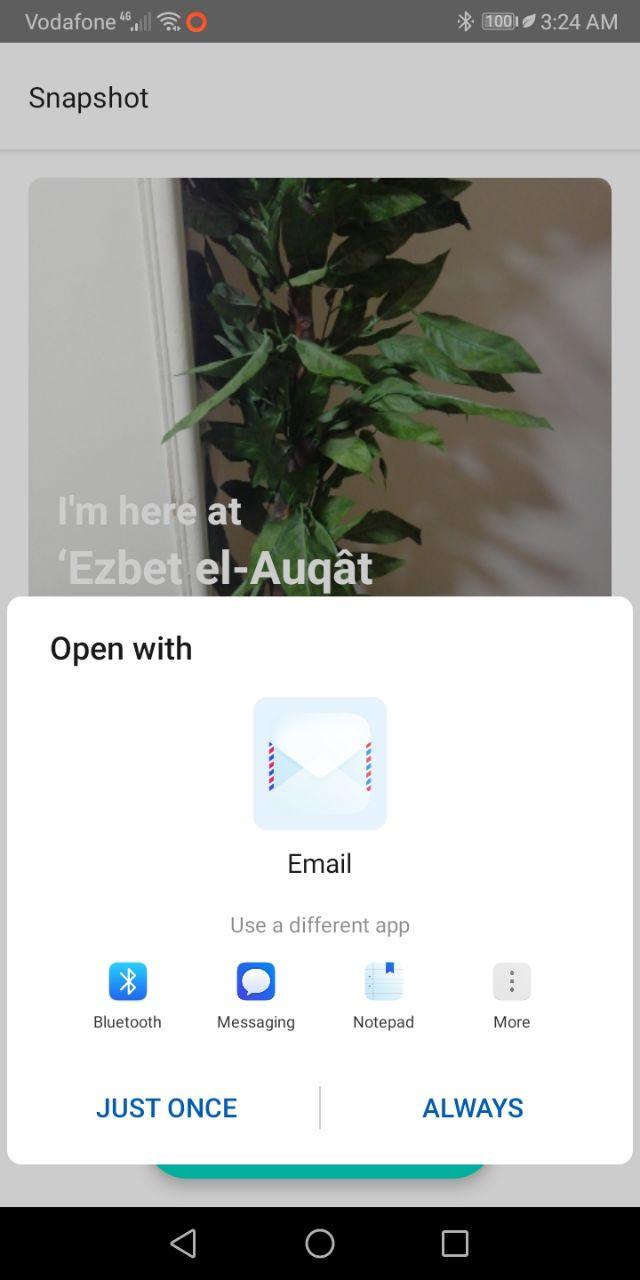 Vodafone 4G 100 3:24 AM
Snapshot
I'm here at
‘Ezbet el-Auqât
Open with
Email
Use a different app
Bluetooth Messaging Notepad More
JUST ONCE ALWAYS